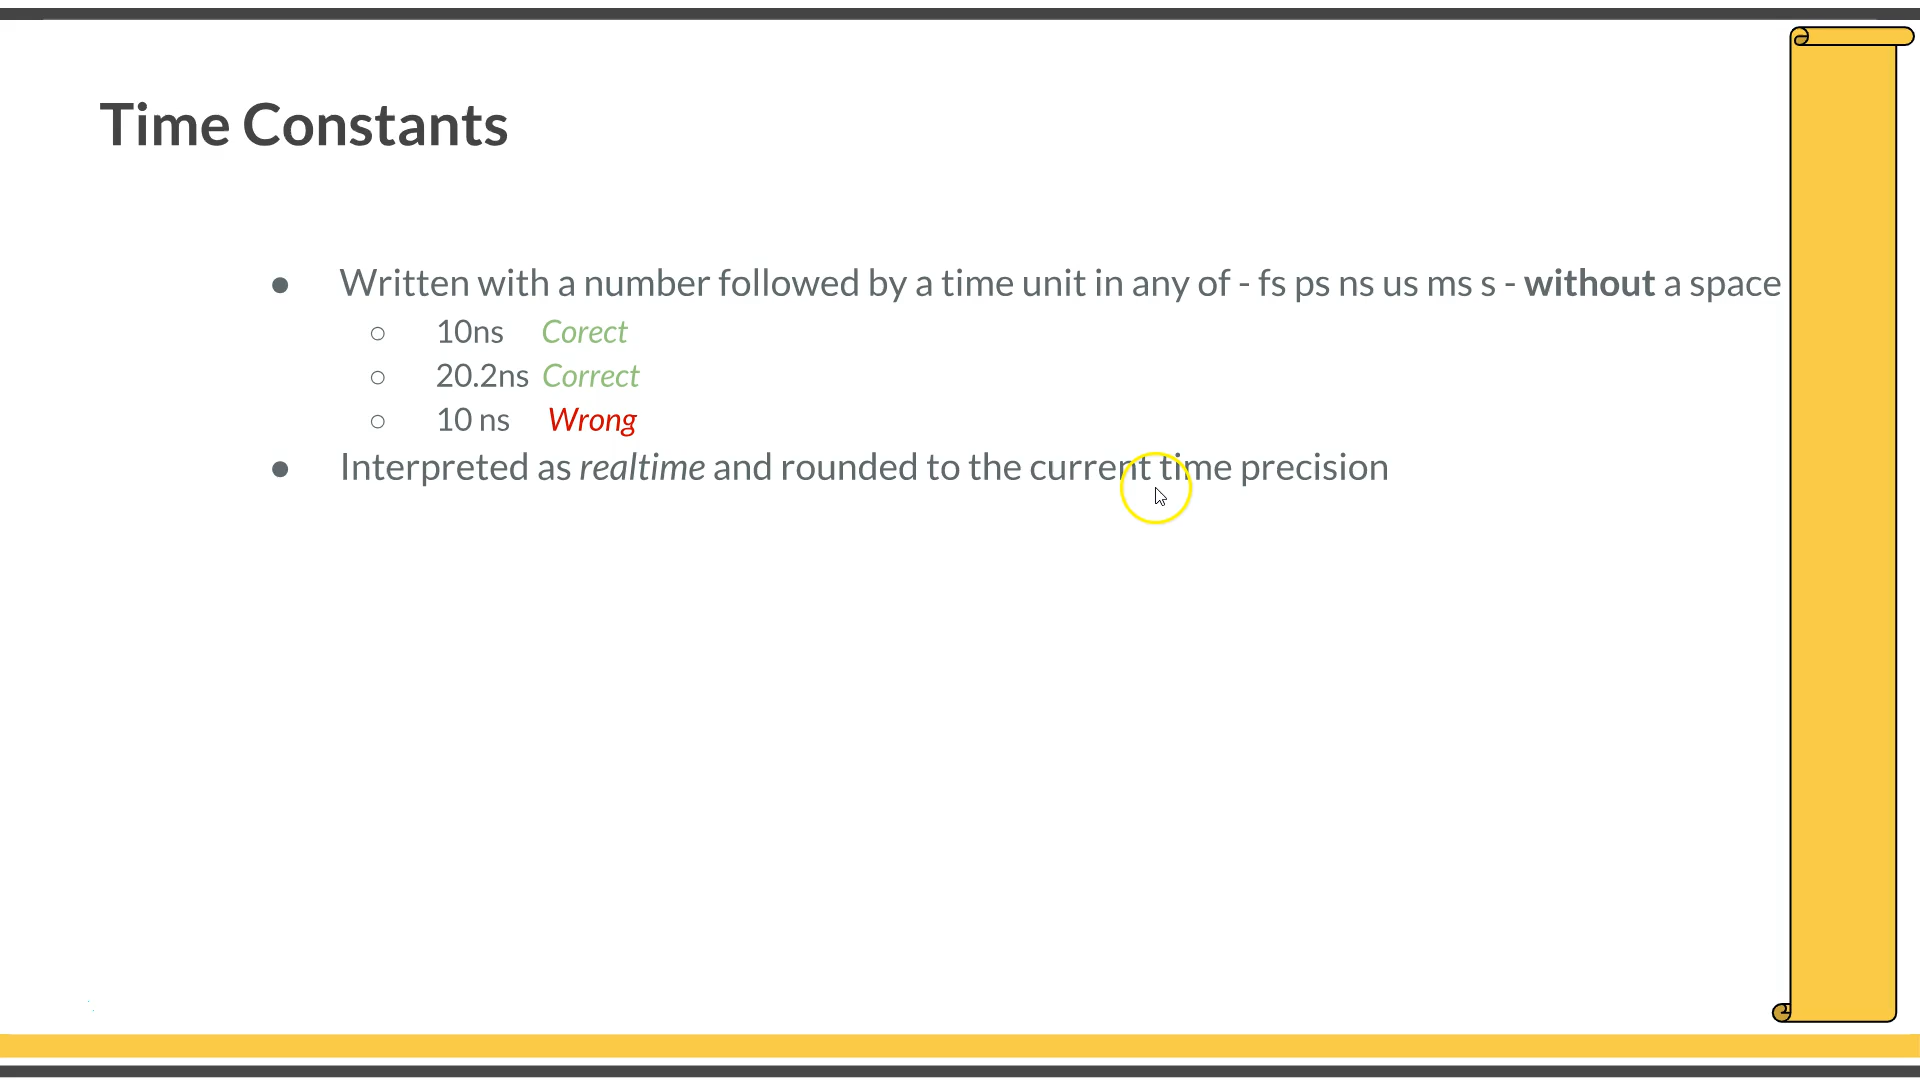 Time Constants
● Written with a number followed by a time unit in any of - fs ps ns us ms s - without a space
○ 10ns Corect
○ 20.2ns Correct
○ 10 ns Wrong
● Interpreted as realtime and rounded to the current time precision